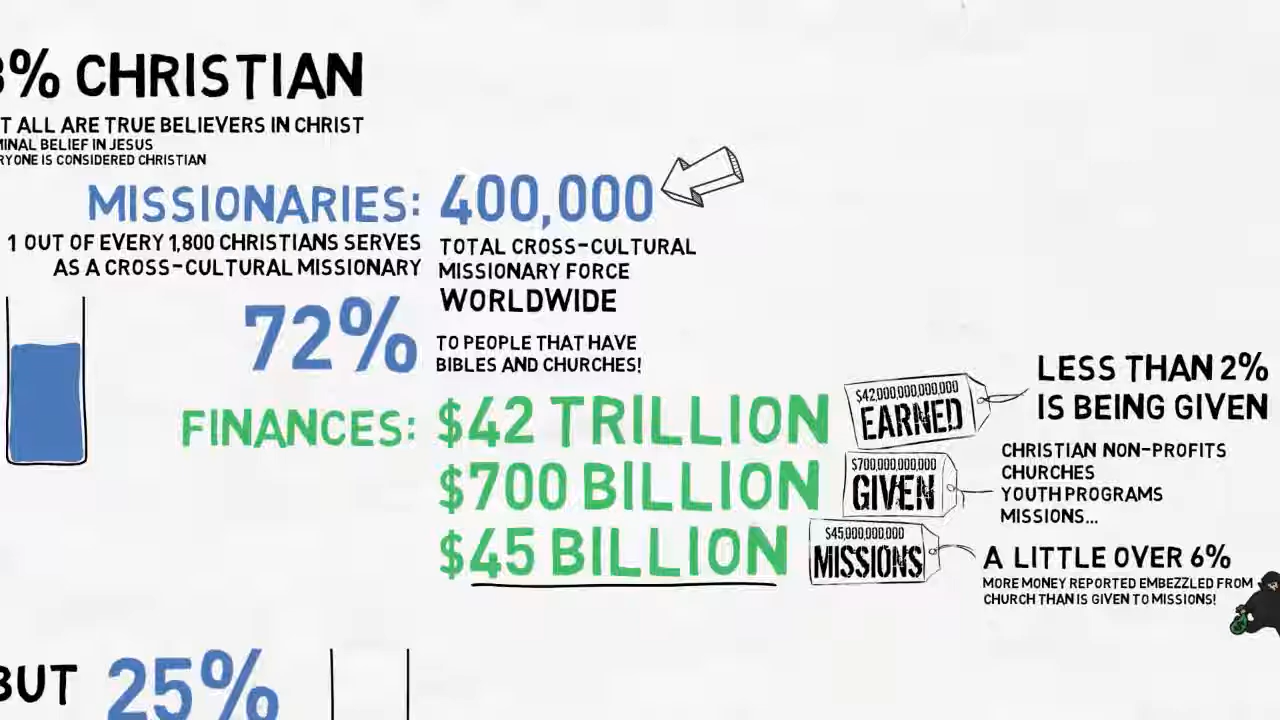 % CHRISTIAN
T ALL ARE TRUE BELIEVERS IN CHRIST
MINAL BELIEF IN JESUS
RYONE IS CONSIDERED CHRISTIAN
MISSIONARIES: 400,000
1 OUT OF EVERY 1,800 CHRISTIANS SERVES
AS A CROSS-CULTURAL MISSIONARY
TOTAL CROSS-CULTURAL
MISSIONARY FORCE
WORLDWIDE
72%
TO PEOPLE THAT HAVE
BIBLES AND CHURCHES!
FINANCES: $42 TRILLION
$42,000,000,000,000
EARNED
LESS THAN 2%
IS BEING GIVEN
$700 BILLION
$700,000,000,000
GIVEN
CHRISTIAN NON-PROFITS
CHURCHES
YOUTH PROGRAMS
MISSIONS...
$45 BILLION
$45,000,000,000
MISSIONS
A LITTLE OVER 6%
MORE MONEY REPORTED EMBEZZLED FROM
CHURCH THAN IS GIVEN TO MISSIONS!
BUT 25%